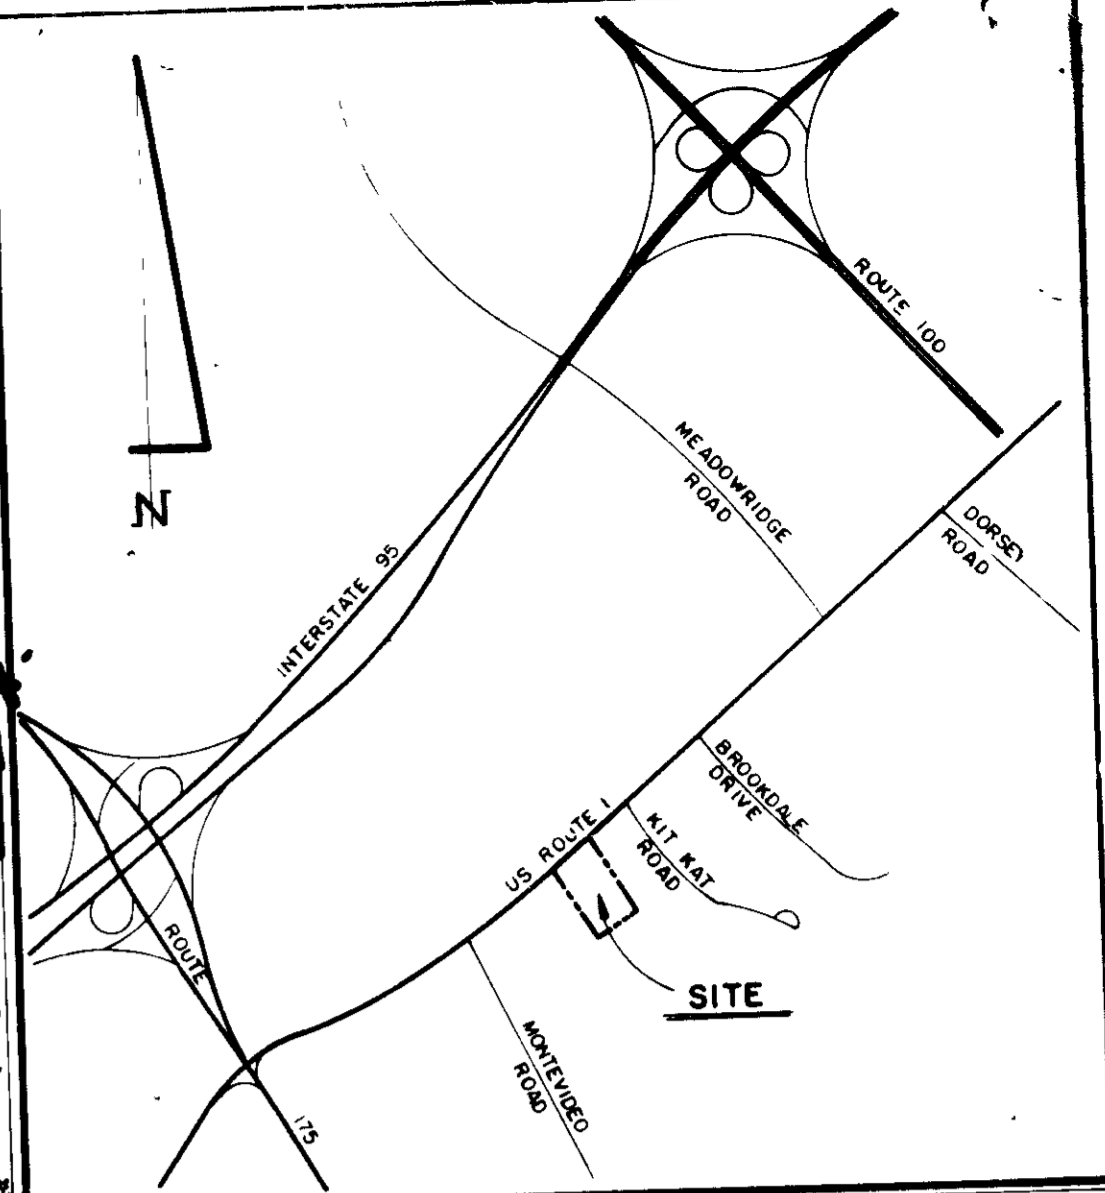 ROUTE 100
MEADOWRIDGE
ROAD
N
DORSEY
ROAD
INTERSTATE 95
BROOKDALE
DRIVE
US ROUTE 1
KIT KAT
ROAD
ROUTE
SITE
MONTEVIDEO
ROAD
175